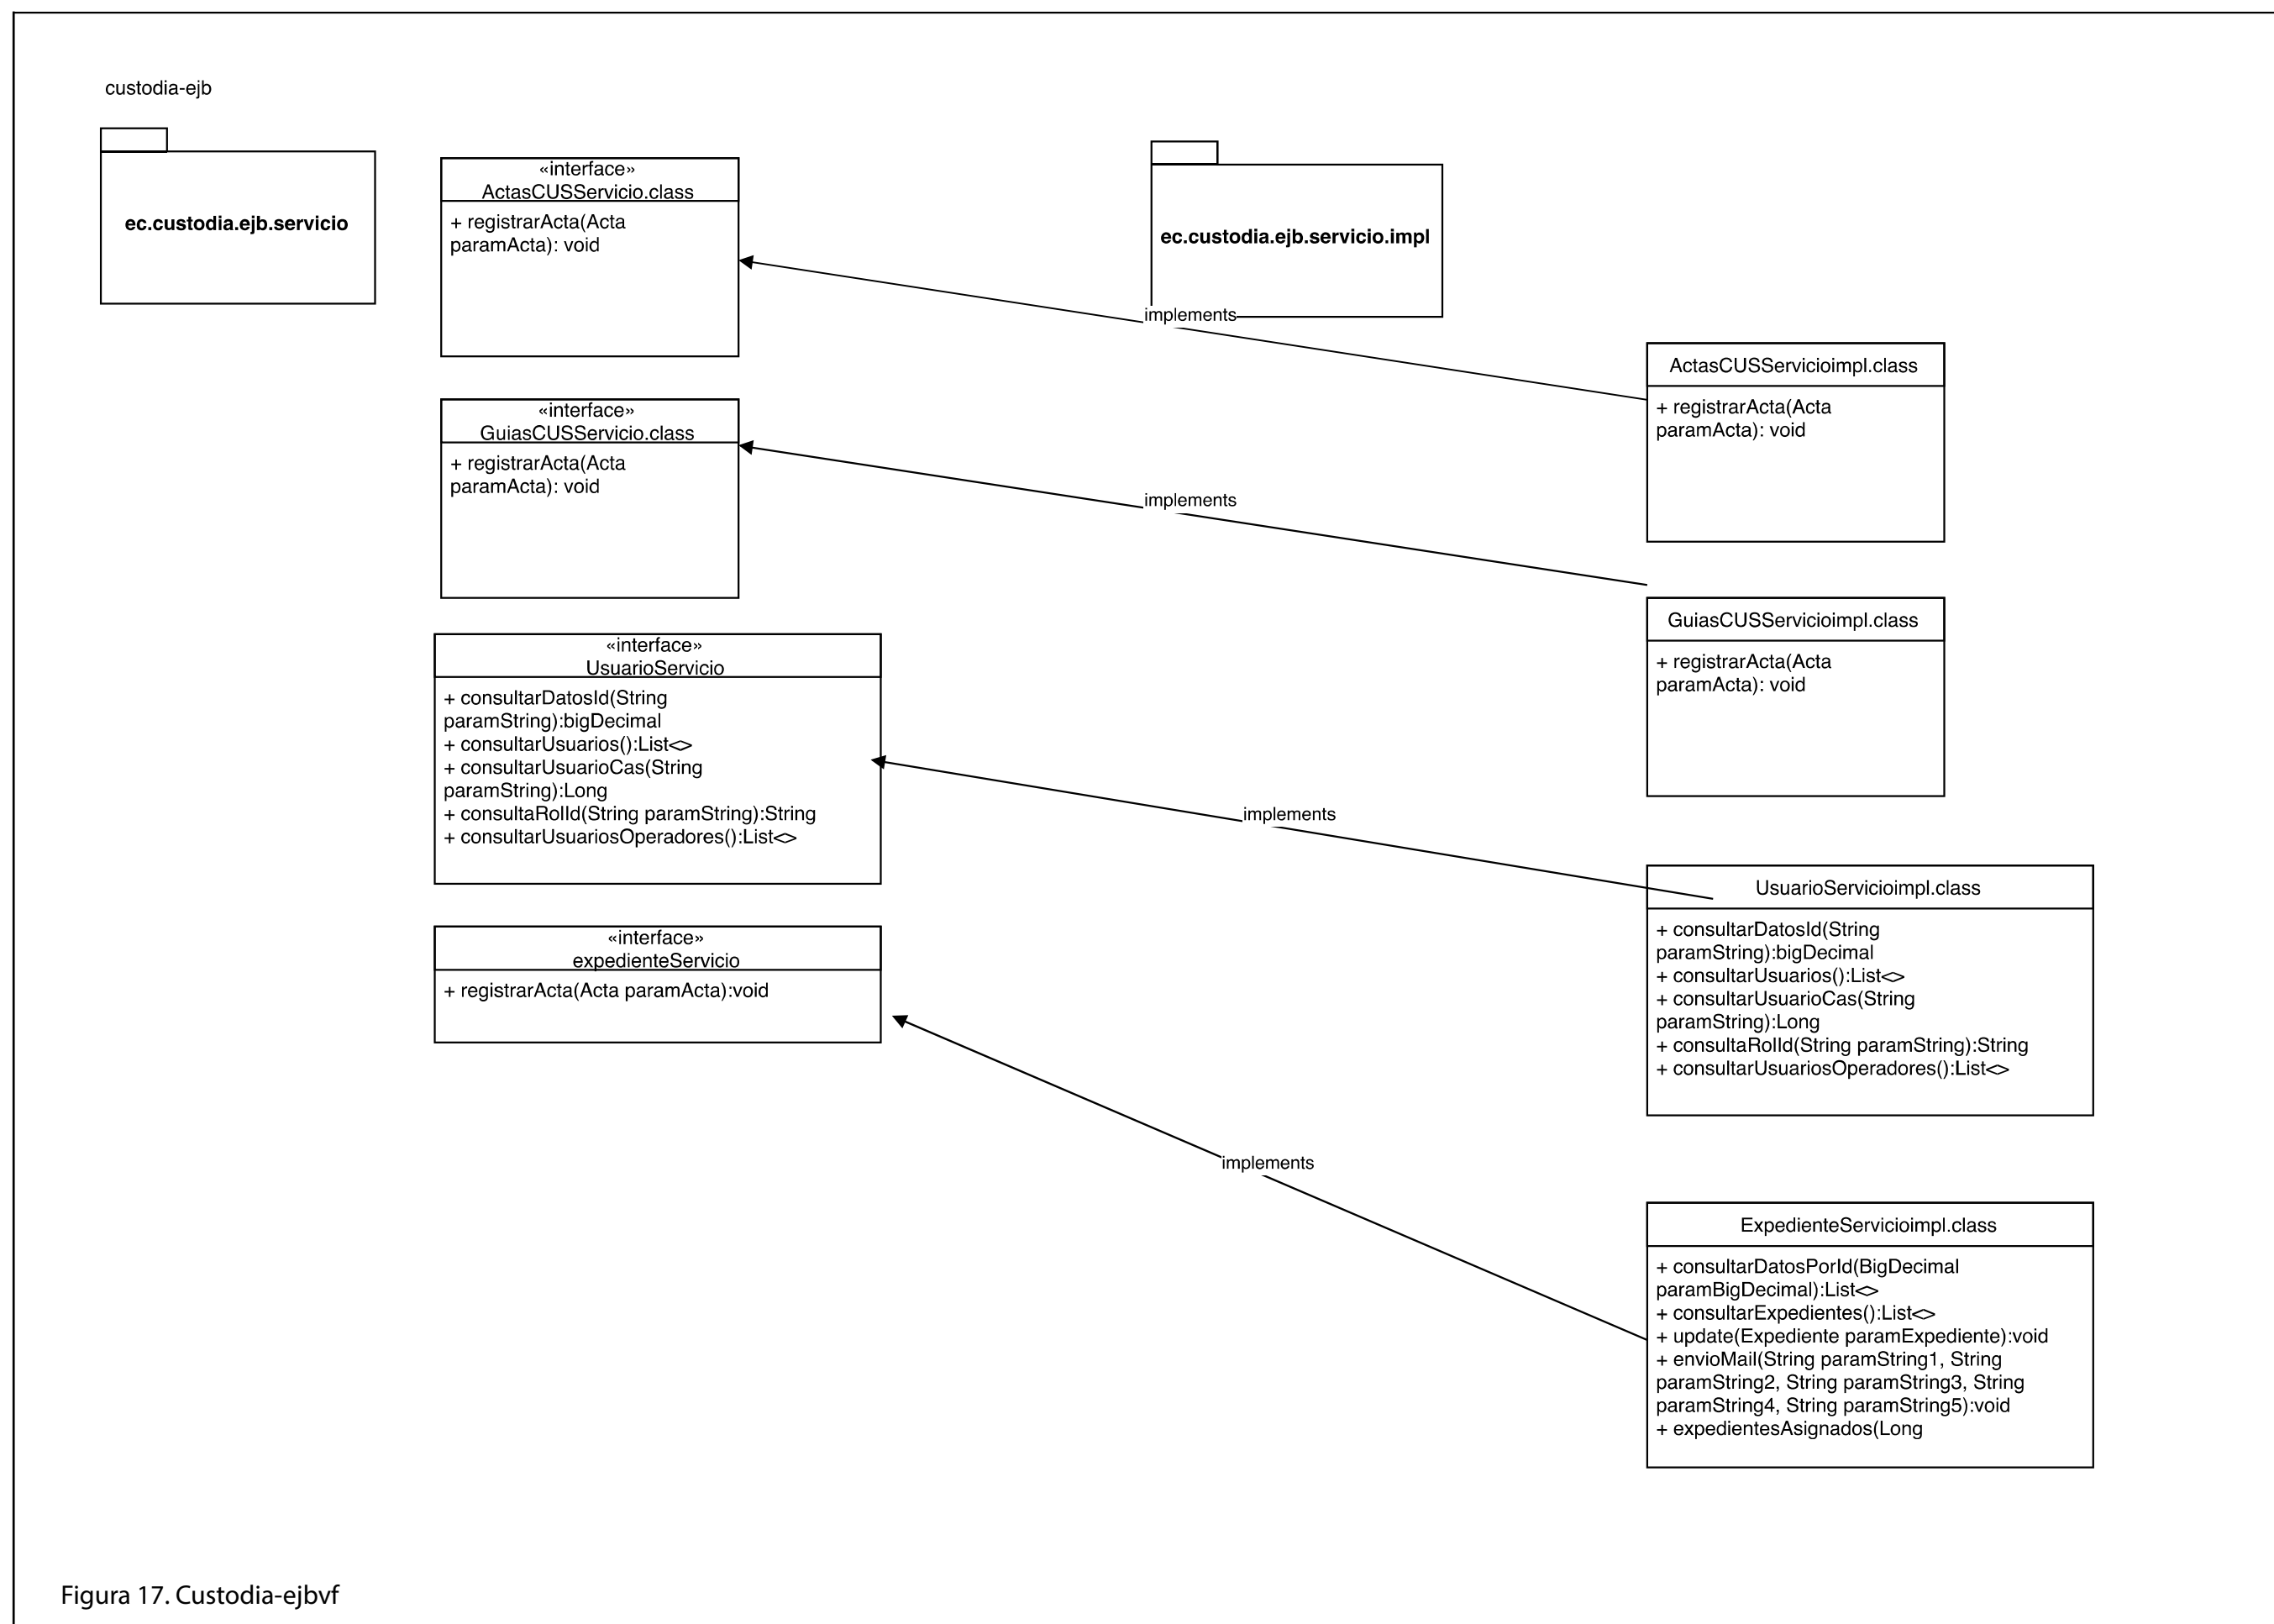 custodia-ejb
ec.custodia.ejb.servicio
«interface»
ActasCUSServicio.class
+ registrarActa(Acta
paramActa): void
ec.custodia.ejb.servicio.impl
implements
ActasCUSServicioimpl.class
+ registrarActa(Acta
paramActa): void
«interface»
GuiasCUSServicio.class
+ registrarActa(Acta
paramActa): void
implements
GuiasCUSServicioimpl.class
+ registrarActa(Acta
paramActa): void
«interface»
UsuarioServicio
+ consultarDatosId(String
paramString):bigDecimal
+ consultarUsuarios():List<>
+ consultarUsuarioCas(String
paramString):Long
+ consultaRolId(String paramString):String
+ consultarUsuariosOperadores():List<>
implements
UsuarioServicioimpl.class
+ consultarDatosId(String
paramString):bigDecimal
+ consultarUsuarios():List<>
+ consultarUsuarioCas(String
paramString):Long
+ consultaRolId(String paramString):String
+ consultarUsuariosOperadores():List<>
«interface»
expedienteServicio
+ registrarActa(Acta paramActa):void
implements
ExpedienteServicioimpl.class
+ consultarDatosPorId(BigDecimal
paramBigDecimal):List<>
+ consultarExpedientes():List<>
+ update(Expediente paramExpediente):void
+ envioMail(String paramString1, String
paramString2, String paramString3, String
paramString4, String paramString5):void
+ expedientesAsignados(Long
Figura 17. Custodia-ejbvf